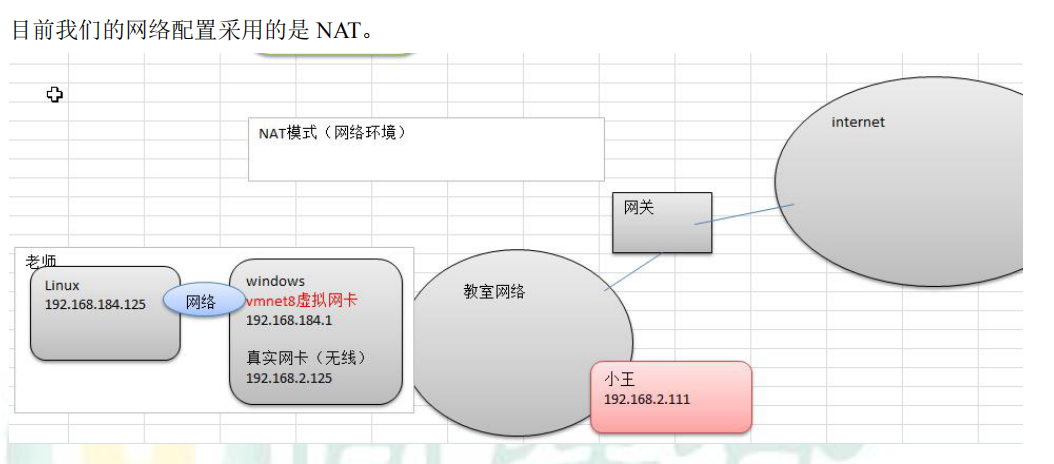 目前我们的网络配置采用的是 NAT。
NAT模式（网络环境）
internet
网关
老师
Linux
192.168.184.125
网络
windows
vmnet8虚拟网卡
192.168.184.1
真实网卡（无线）
192.168.2.125
教室网络
小王
192.168.2.111